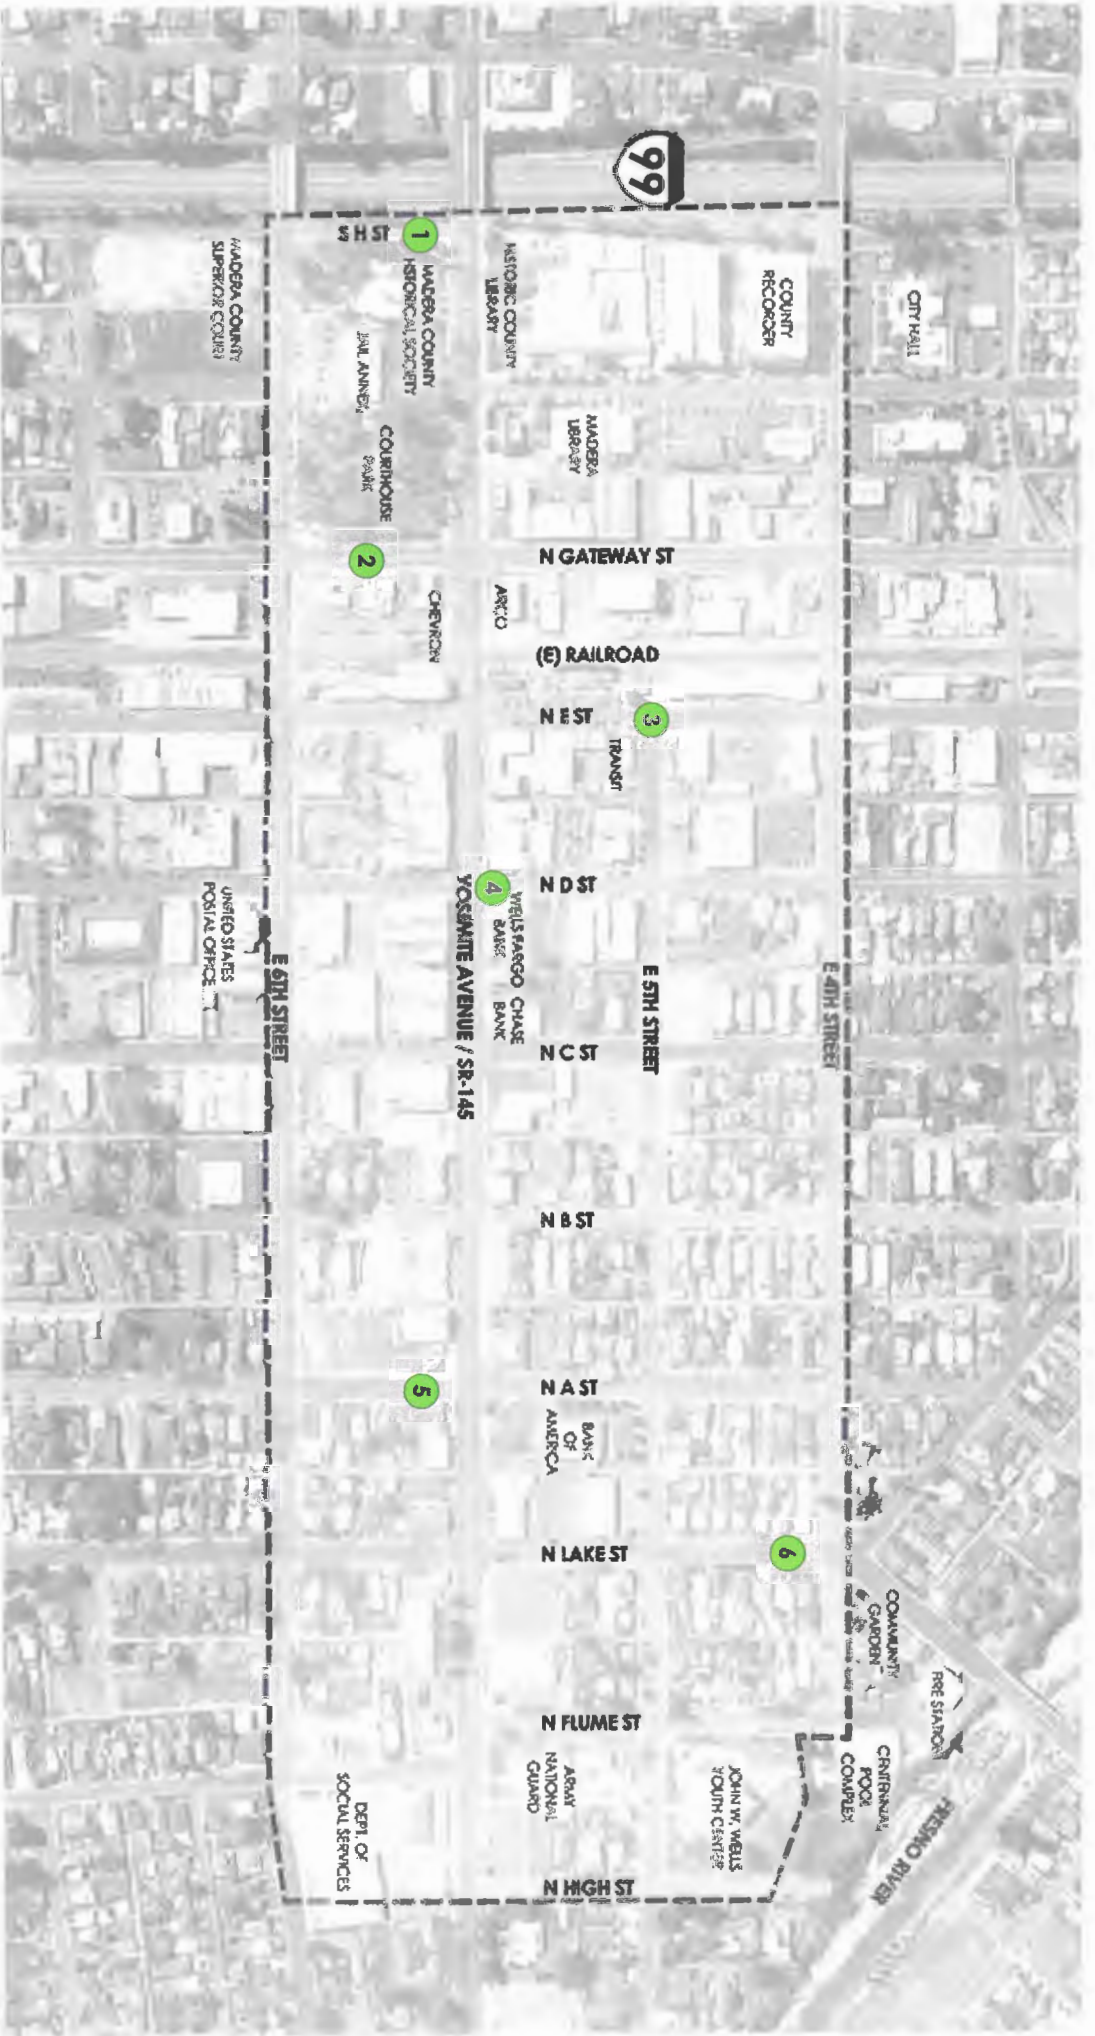 99
S H ST
1
MADERA COUNTY
HISTORICAL SOCIETY
HISTORIC COUNTY
LIBRARY
COUNTY
RECORDER
CITY HALL
MADERA COUNTY
SUPERIOR COURT
JAIL ANNEX
COURTHOUSE
PARK
MADERA
LIBRARY
2
N GATEWAY ST
CHEVRON
ARCO
(E) RAILROAD
N E ST
3
TRANSIT
4
N D ST
WELLS FARGO
BANK
CHASE
BANK
YOSEMITE AVENUE / SR-145
UNITED STATES
POSTAL OFFICE
E 6TH STREET
E 5TH STREET
E 4TH STREET
N C ST
N B ST
5
N A ST
BANK
OF
AMERICA
6
N LAKE ST
COMMUNITY
GARDEN
FIRE STATION
N FLUME ST
CENTENNIAL
POOL
COMPLEX
ARMY
NATIONAL
GUARD
JOHN W. WELLS
YOUTH CENTER
DEPT. OF
SOCIAL SERVICES
FRESNO RIVER
N HIGH ST